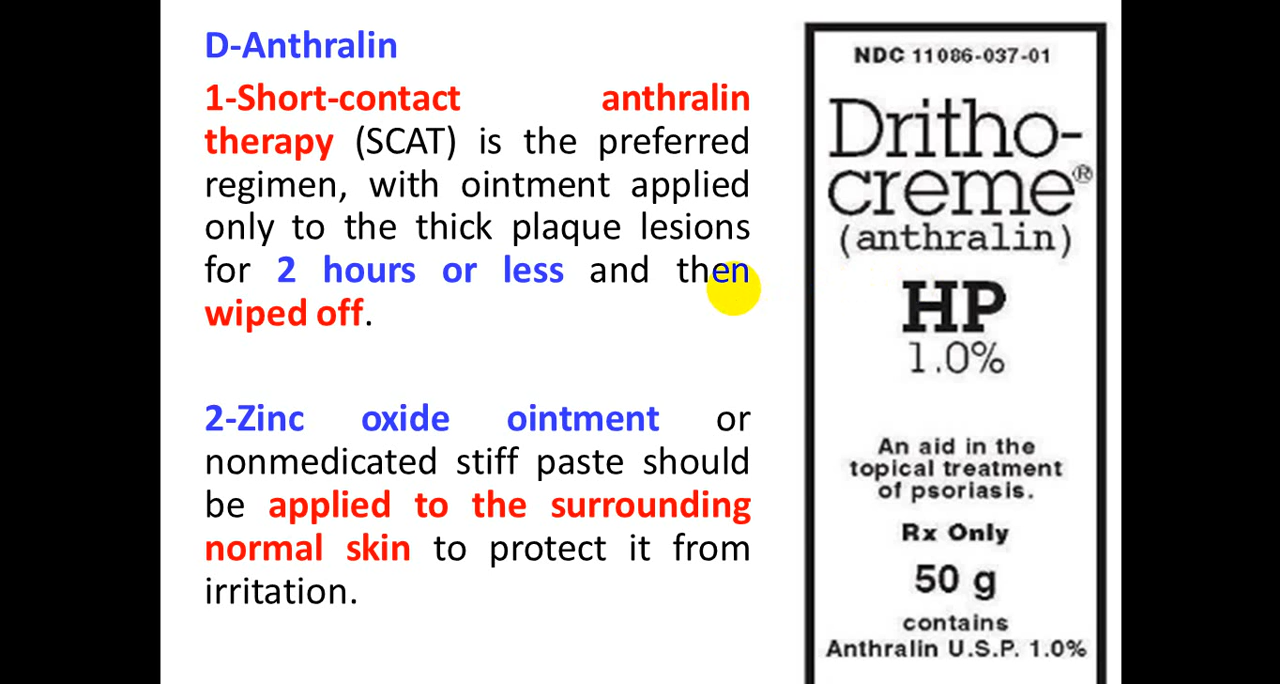 D-Anthralin
1-Short-contact anthralin
therapy (SCAT) is the preferred
regimen, with ointment applied
only to the thick plaque lesions
for 2 hours or less and then
wiped off.
2-Zinc oxide ointment or
nonmedicated stiff paste should
be applied to the surrounding
normal skin to protect it from
irritation.
NDC 11086-037-01
Dritho-
creme®
(anthralin)
HP
1.0%
An aid in the
topical treatment
of psoriasis.
Rx Only
50 g
contains
Anthralin U.S.P. 1.0%